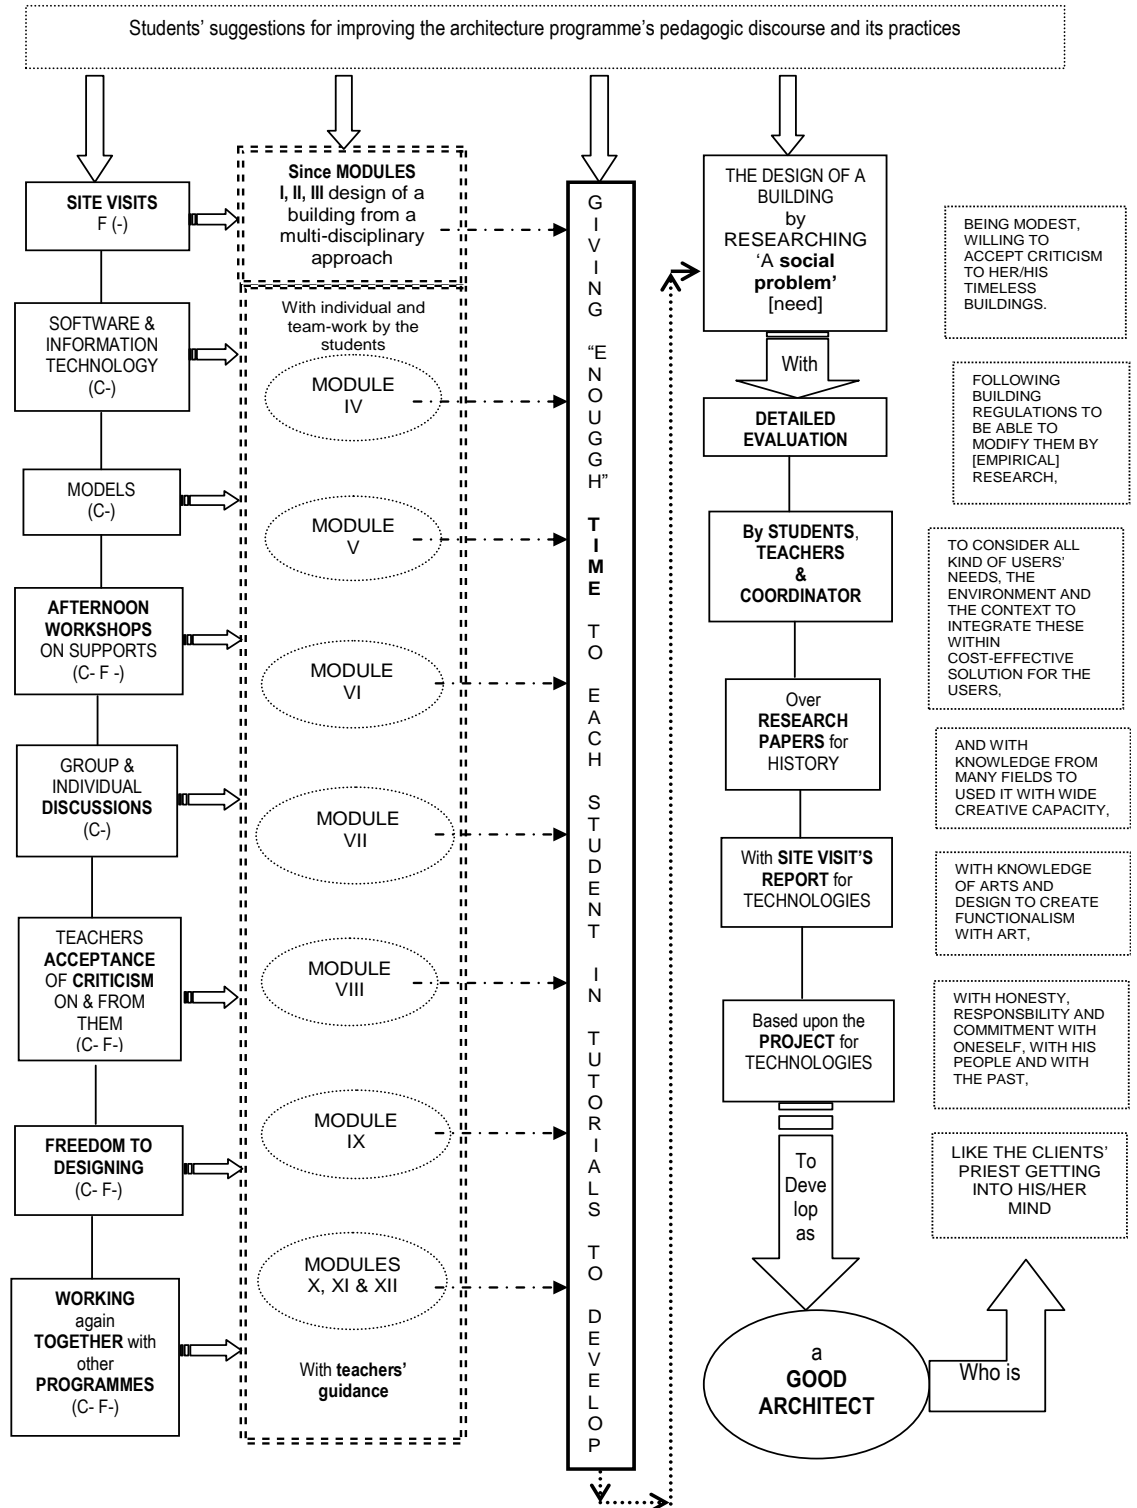 Students' suggestions for improving the architecture programme's pedagogic discourse and its practices
SITE VISITS
F (-)
SOFTWARE &
INFORMATION
TECHNOLOGY
(C-)
MODELS
(C-)
AFTERNOON
WORKSHOPS
ON SUPPORTS
(C- F -)
GROUP &
INDIVIDUAL
DISCUSSIONS
(C-)
TEACHERS
ACCEPTANCE
OF CRITICISM
ON & FROM
THEM
(C- F-)
FREEDOM TO
DESIGNING
(C- F-)
WORKING
again
TOGETHER with
other
PROGRAMMES
(C- F-)
Since MODULES
I, II, III design of a
building from a
multi-disciplinary
approach
With individual and
team-work by the
students
MODULE
IV
MODULE
V
MODULE
VI
MODULE
VII
MODULE
VIII
MODULE
IX
MODULES
X, XI & XII
With teachers'
guidance
GIVING "ENOUGGH" TIME TO EACH STUDENT IN TUTORIALS TO DEVELOP
THE DESIGN OF A
BUILDING
by
RESEARCHING
'A social
problem'
[need]
With
DETAILED
EVALUATION
By STUDENTS,
TEACHERS
&
COORDINATOR
Over
RESEARCH
PAPERS for
HISTORY
With SITE VISIT'S
REPORT for
TECHNOLOGIES
Based upon the
PROJECT for
TECHNOLOGIES
To
Deve
lop
as
a
GOOD
ARCHITECT
Who is
BEING MODEST,
WILLING TO
ACCEPT CRITICISM
TO HER/HIS
TIMELESS
BUILDINGS.
FOLLOWING
BUILDING
REGULATIONS TO
BE ABLE TO
MODIFY THEM BY
[EMPIRICAL]
RESEARCH,
TO CONSIDER ALL
KIND OF USERS'
NEEDS, THE
ENVIRONMENT AND
THE CONTEXT TO
INTEGRATE THESE
WITHIN
COST-EFFECTIVE
SOLUTION FOR THE
USERS,
AND WITH
KNOWLEDGE FROM
MANY FIELDS TO
USED IT WITH WIDE
CREATIVE CAPACITY,
WITH KNOWLEDGE
OF ARTS AND
DESIGN TO CREATE
FUNCTIONALISM
WITH ART,
WITH HONESTY,
RESPONSBILITY AND
COMMITMENT WITH
ONESELF, WITH HIS
PEOPLE AND WITH
THE PAST,
LIKE THE CLIENTS'
PRIEST GETTING
INTO HIS/HER
MIND